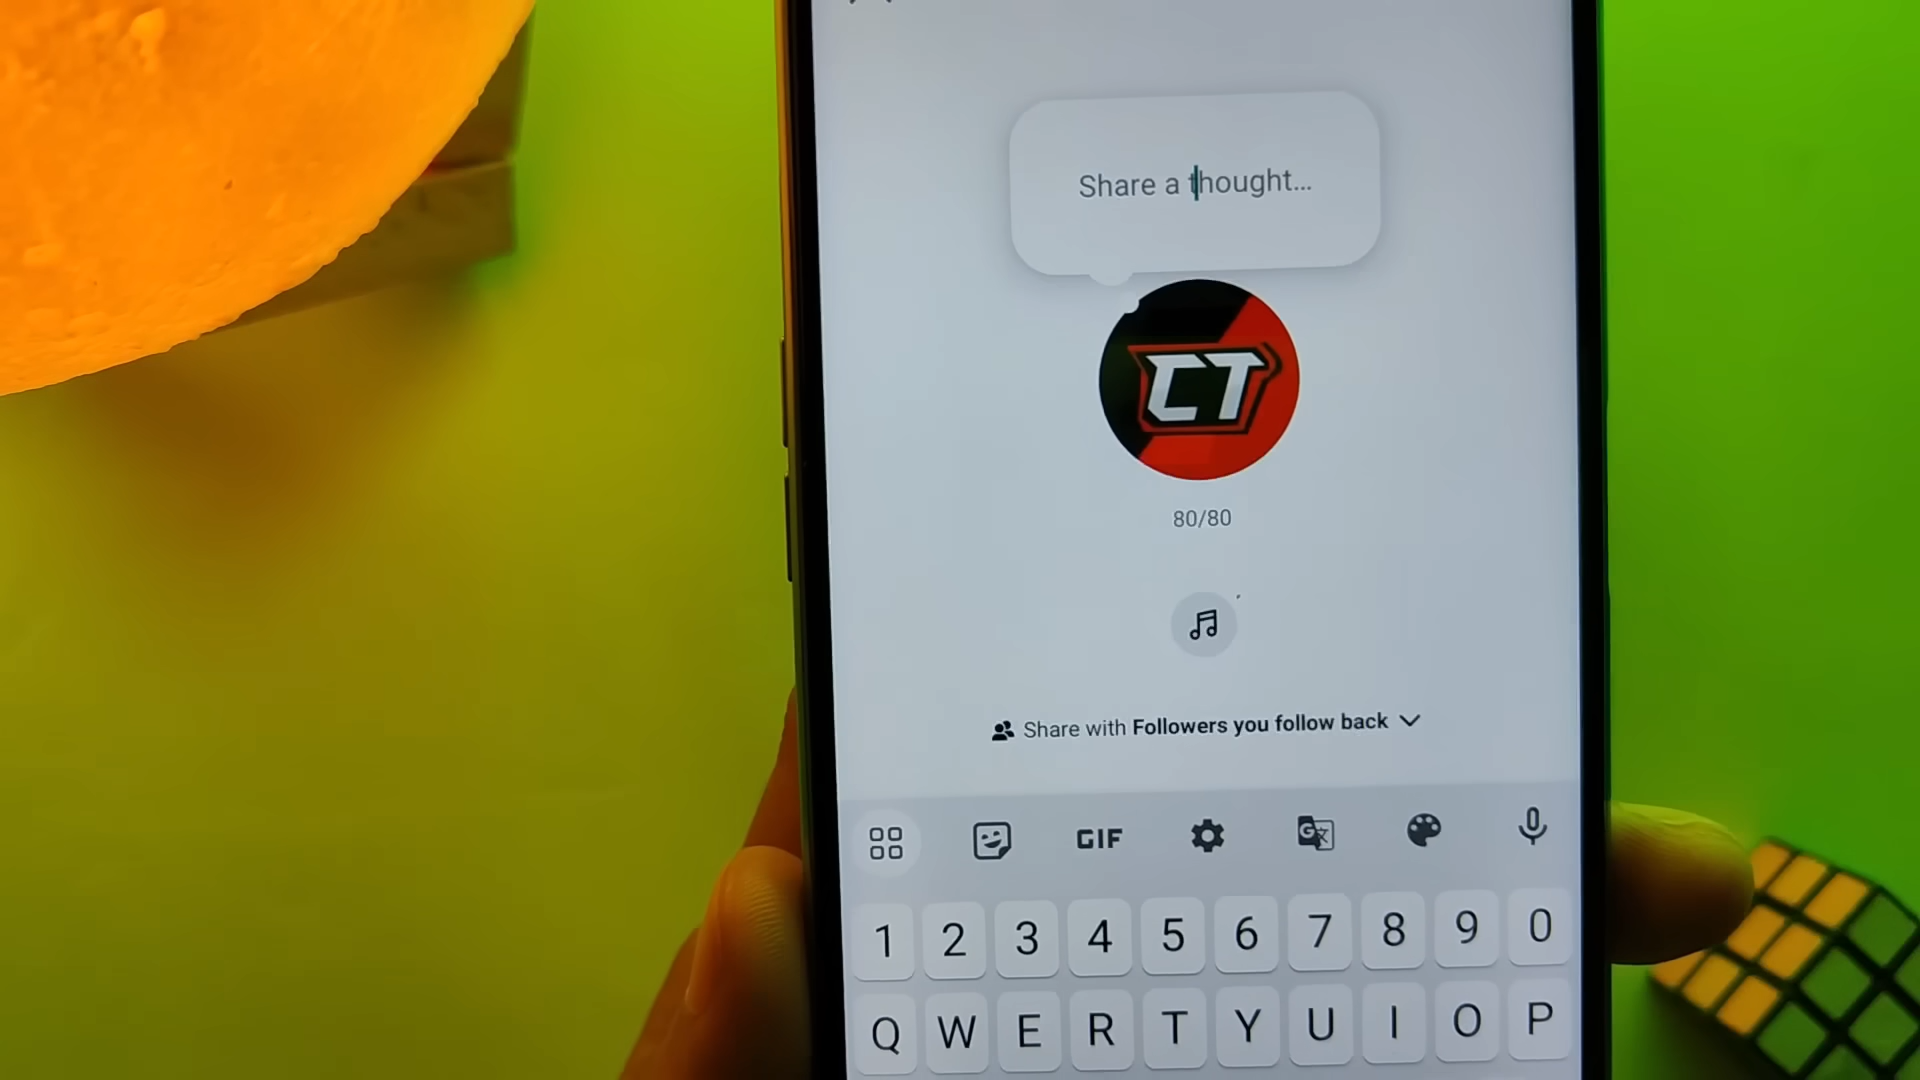 Share a thought...
CT
80/80
Share with Followers you follow back
GIF
1 2 3 4 5 6 7 8 9 0
Q W E R T Y U I O P